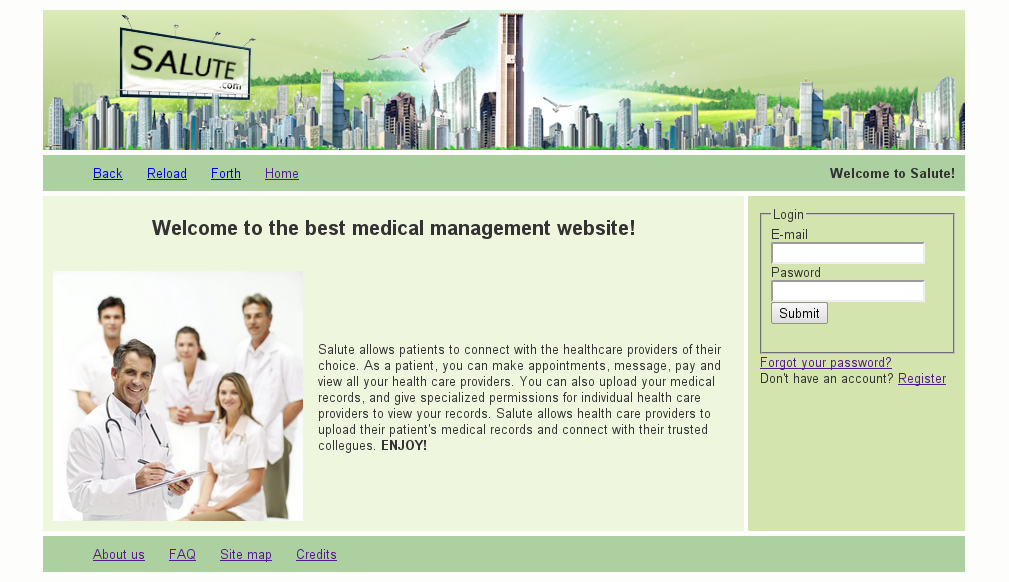 SALUTE
.com
Back Reload Forth Home Welcome to Salute!
Welcome to the best medical management website!
Salute allows patients to connect with the healthcare providers of their
choice. As a patient, you can make appointments, message, pay and
view all your health care providers. You can also upload your medical
records, and give specialized permissions for individual health care
providers to view your records. Salute allows health care providers to
upload their patient's medical records and connect with their trusted
collegues. ENJOY!
Login
E-mail
Pasword
Submit
Forgot your password?
Don't have an account? Register
About us FAQ Site map Credits